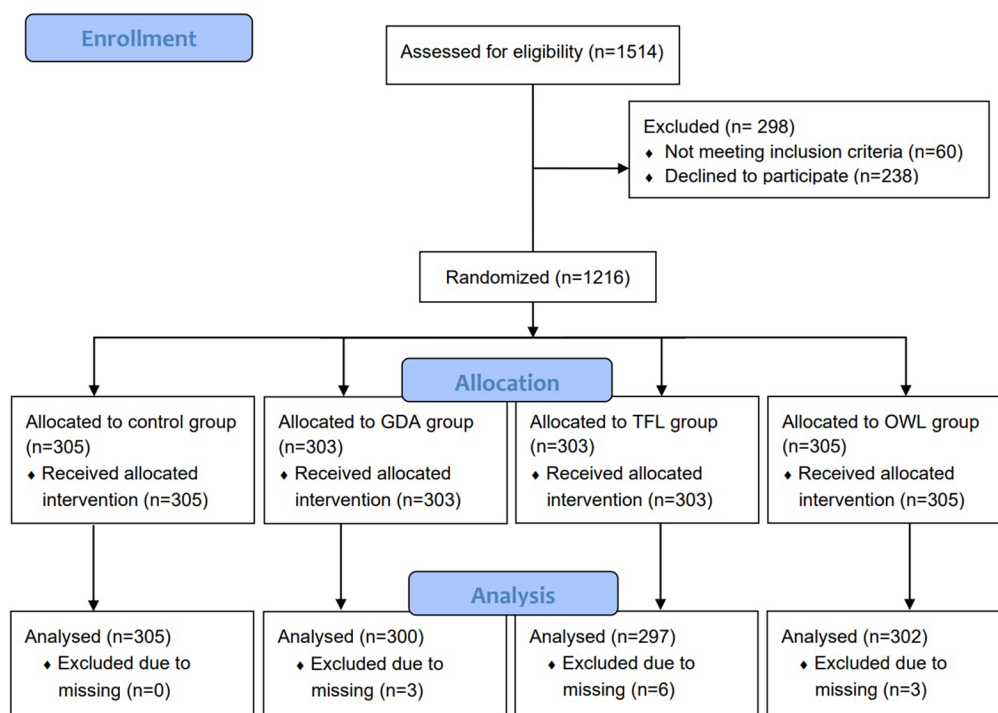 Enrollment
Assessed for eligibility (n=1514)
Excluded (n= 298)
♦ Not meeting inclusion criteria (n=60)
♦ Declined to participate (n=238)
Randomized (n=1216)
Allocation
Allocated to control group
(n=305)
♦ Received allocated
intervention (n=305)
Allocated to GDA group
(n=303)
♦ Received allocated
intervention (n=303)
Allocated to TFL group
(n=303)
♦ Received allocated
intervention (n=303)
Allocated to OWL group
(n=305)
♦ Received allocated
intervention (n=305)
Analysis
Analysed (n=305)
♦ Excluded due to
missing (n=0)
Analysed (n=300)
♦ Excluded due to
missing (n=3)
Analysed (n=297)
♦ Excluded due to
missing (n=6)
Analysed (n=302)
♦ Excluded due to
missing (n=3)